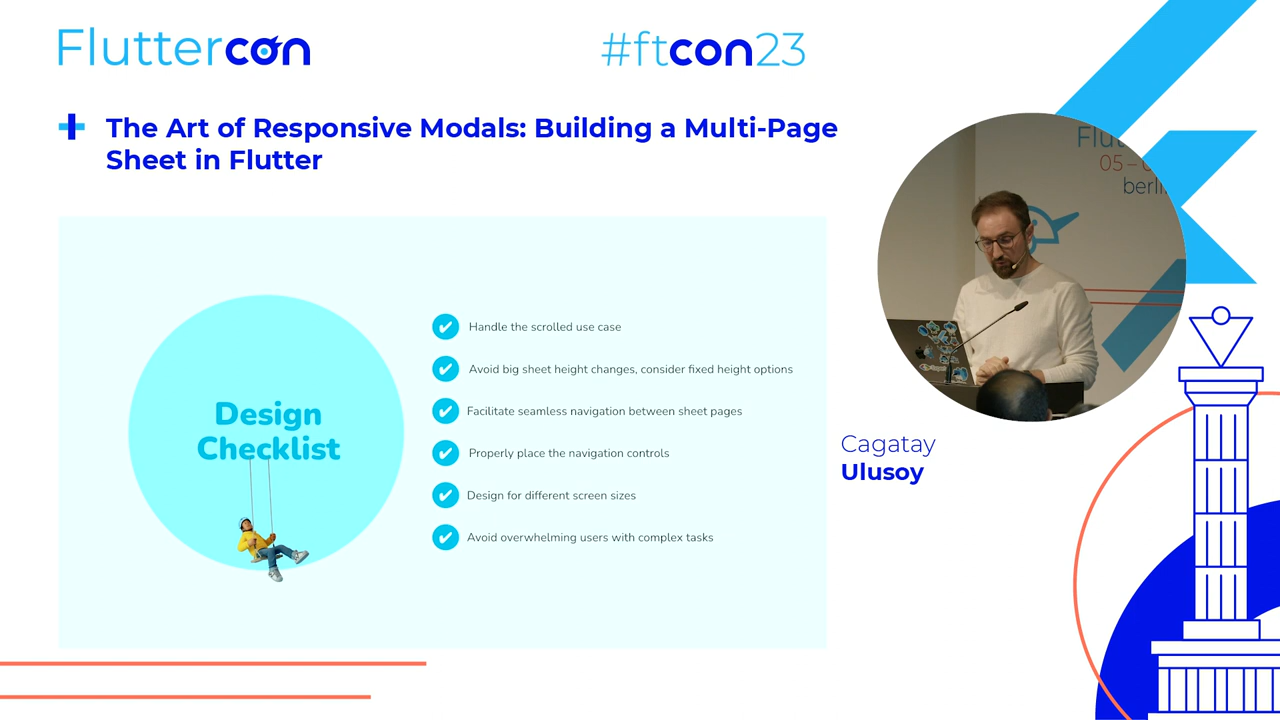 Fluttercon
#ftcon23
The Art of Responsive Modals: Building a Multi-Page
Sheet in Flutter
Design
Checklist
Handle the scrolled use case
Avoid big sheet height changes, consider fixed height options
Facilitate seamless navigation between sheet pages
Properly place the navigation controls
Design for different screen sizes
Avoid overwhelming users with complex tasks
Cagatay
Ulusoy
05 –
berli